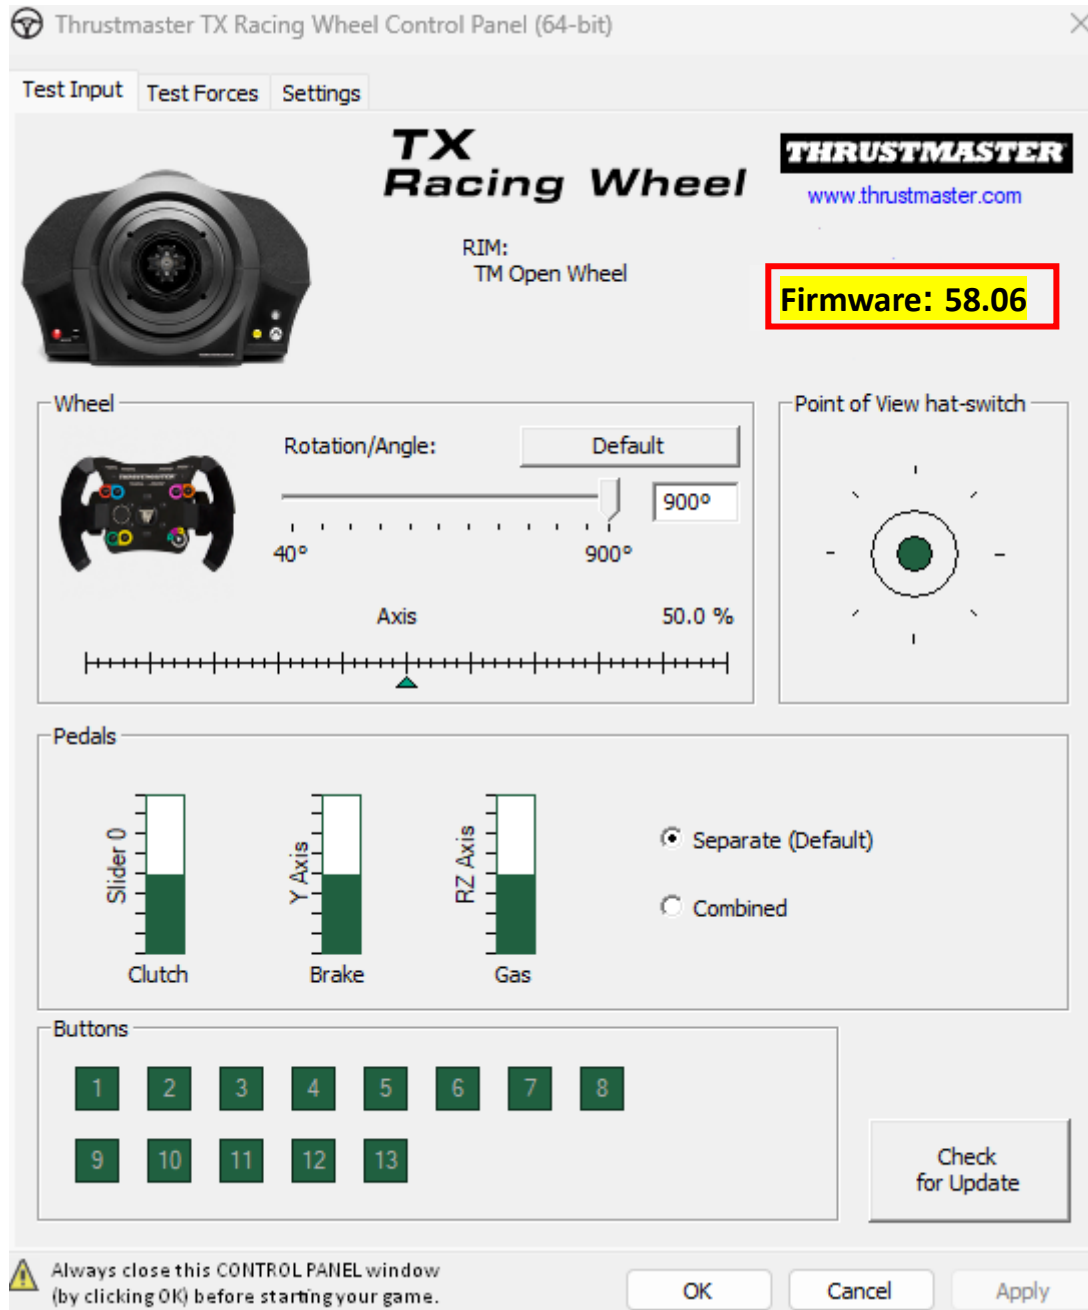 Thrustmaster TX Racing Wheel Control Panel (64-bit)
Test Input Test Forces Settings
TX
Racing Wheel
THRUSTMASTER
www.thrustmaster.com
RIM:
TM Open Wheel
Firmware: 58.06
Wheel
Rotation/Angle:
Default
900°
40°
900°
Axis
50.0 %
Point of View hat-switch
Pedals
Slider 0
Y Axis
RZ Axis
Clutch
Brake
Gas
Separate (Default)
Combined
Buttons
1 2 3 4 5 6 7 8
9 10 11 12 13
Check
for Update
Always close this CONTROL PANEL window
(by clicking OK) before starting your game.
OK
Cancel
Apply